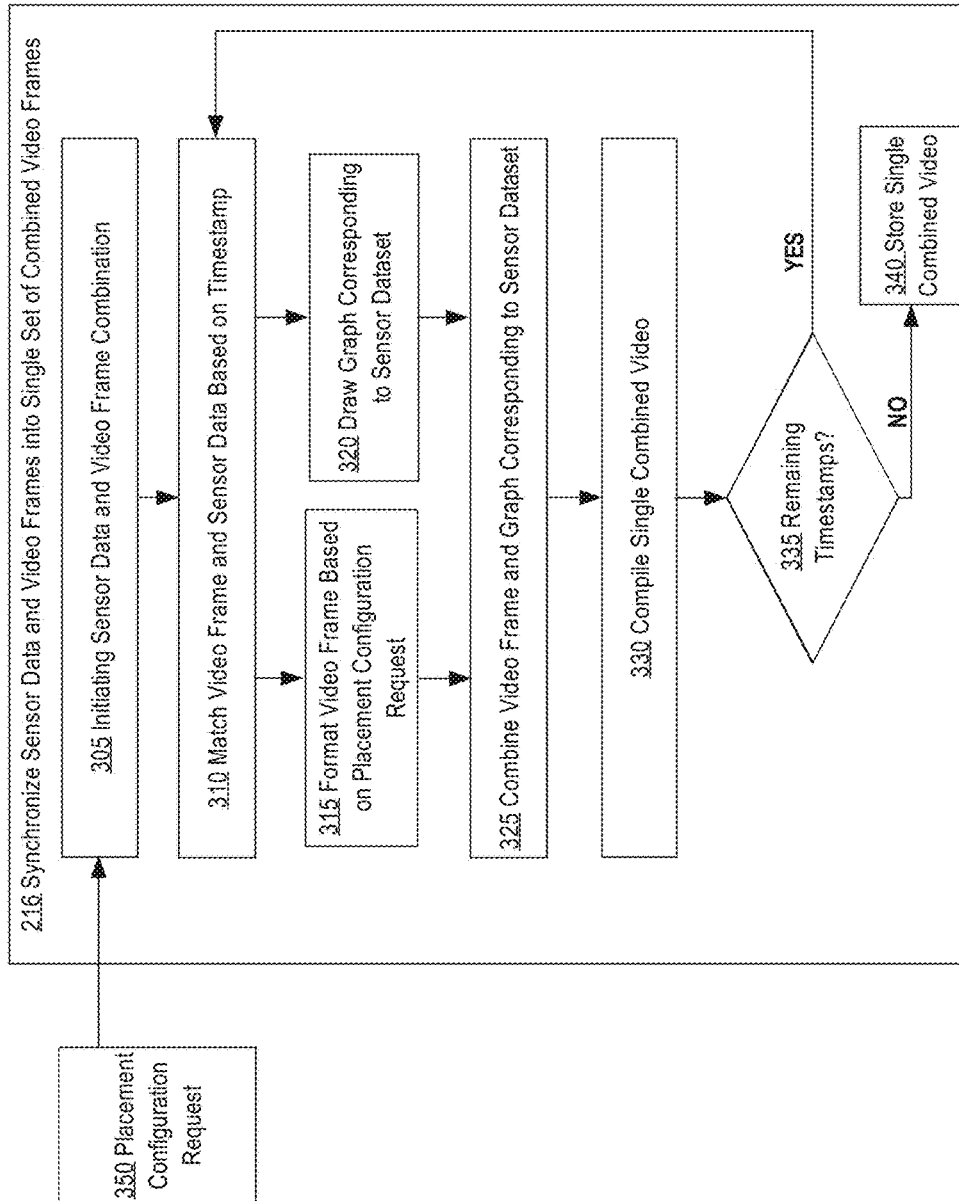 216 Synchronize Sensor Data and Video Frames into Single Set of Combined Video Frames
350 Placement
Configuration
Request
305 Initiating Sensor Data and Video Frame Combination
310 Match Video Frame and Sensor Data Based on Timestamp
315 Format Video Frame Based
on Placement Configuration
Request
320 Draw Graph Corresponding
to Sensor Dataset
325 Combine Video Frame and Graph Corresponding to Sensor Dataset
330 Compile Single Combined Video
335 Remaining
Timestamps?
YES
NO
340 Store Single
Combined Video